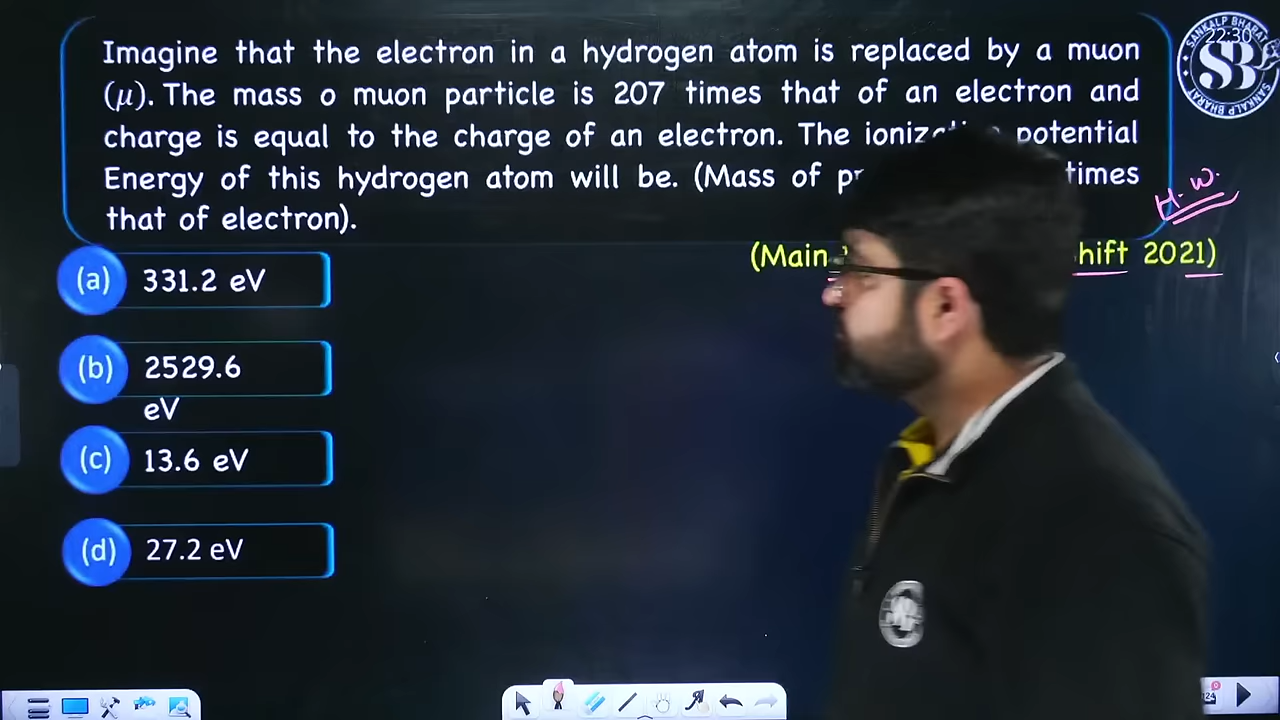 Imagine that the electron in a hydrogen atom is replaced by a muon
(μ). The mass o muon particle is 207 times that of an electron and
charge is equal to the charge of an electron. The potential
Energy of this hydrogen atom will be. (Mass of times
that of electron).
H.W.
(Main 2021)
(a) 331.2 eV
(b) 2529.6
eV
(c) 13.6 eV
(d) 27.2 eV
SANKALP BHARAT
22:30
SB
SANKALP BHARAT